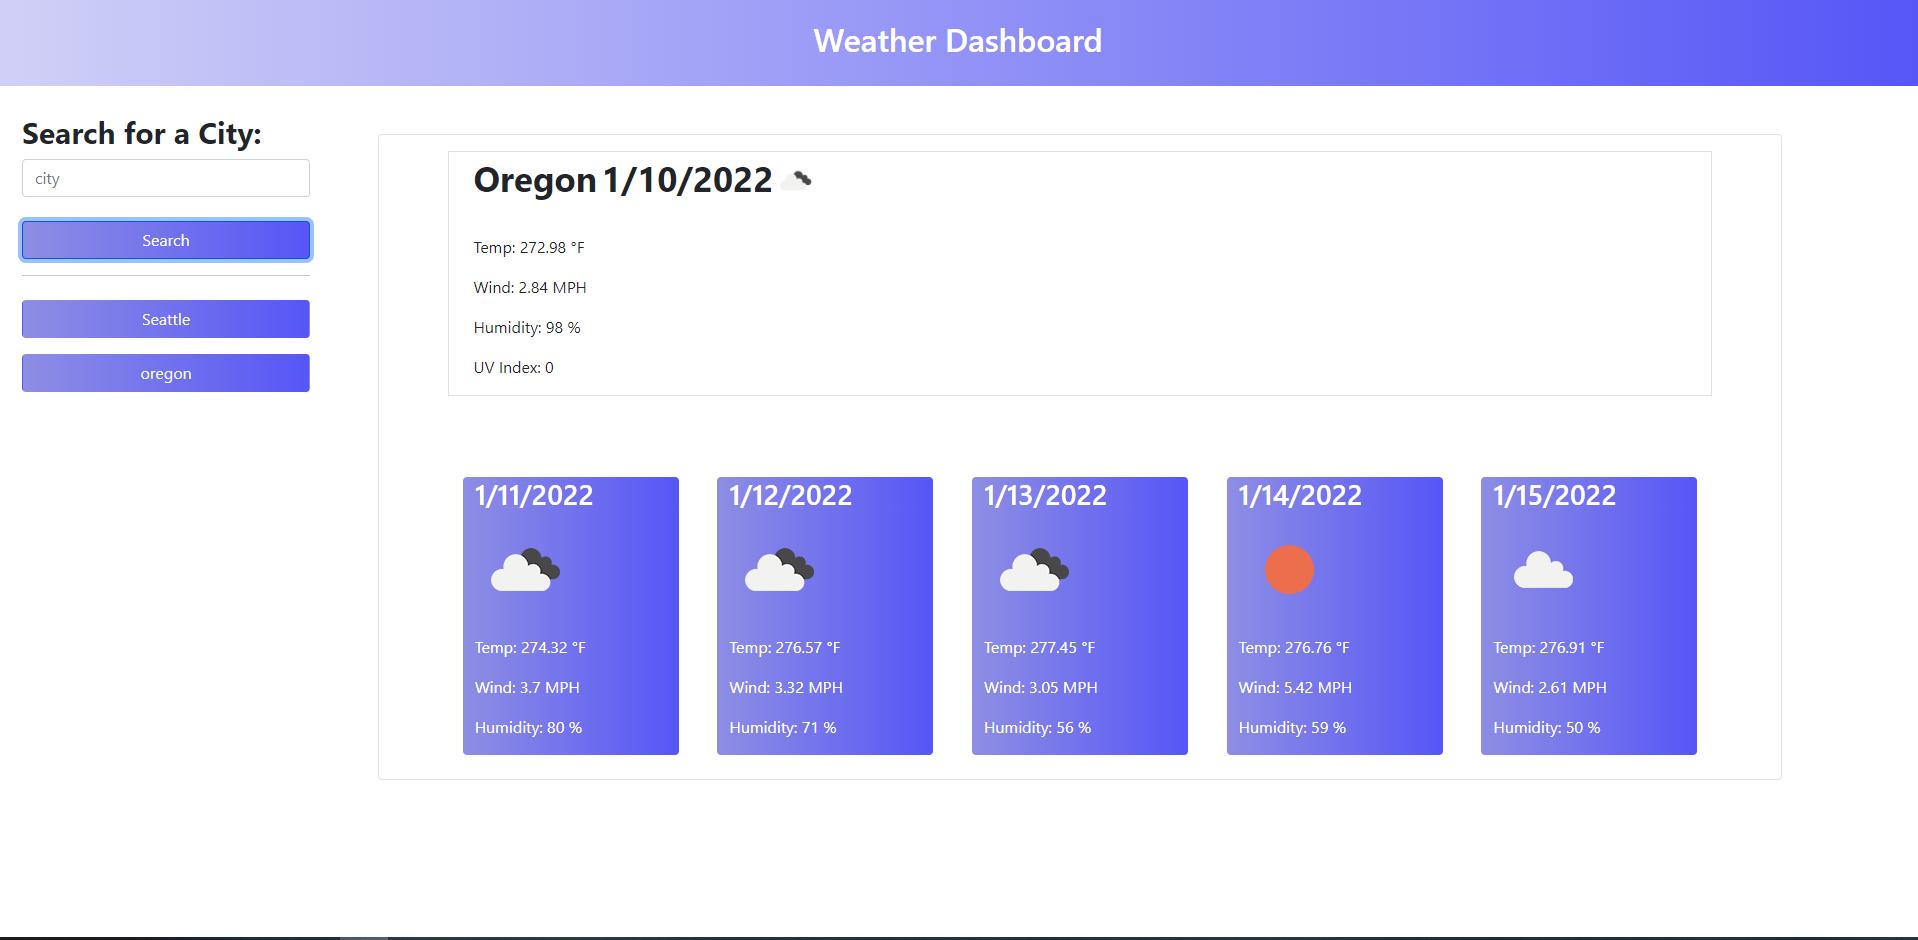 Weather Dashboard
Search for a City:
city
Search
Seattle
oregon
Oregon 1/10/2022
Temp: 272.98 °F
Wind: 2.84 MPH
Humidity: 98 %
UV Index: 0
1/11/2022
Temp: 274.32 °F
Wind: 3.7 MPH
Humidity: 80 %
1/12/2022
Temp: 276.57 °F
Wind: 3.32 MPH
Humidity: 71 %
1/13/2022
Temp: 277.45 °F
Wind: 3.05 MPH
Humidity: 56 %
1/14/2022
Temp: 276.76 °F
Wind: 5.42 MPH
Humidity: 59 %
1/15/2022
Temp: 276.91 °F
Wind: 2.61 MPH
Humidity: 50 %